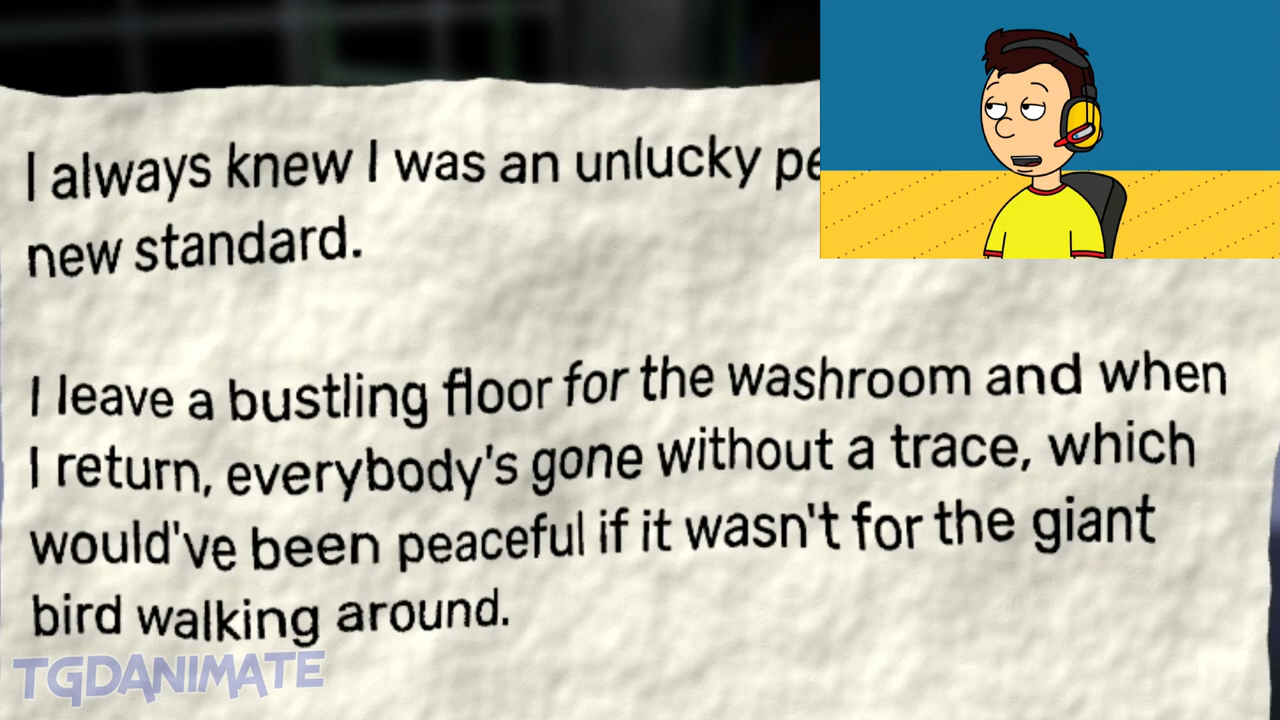 I always knew I was an unlucky
new standard.
I leave a bustling floor for the washroom and when
I return, everybody's gone without a trace, which
would've been peaceful if it wasn't for the giant
bird walking around.
TGDANIMATE